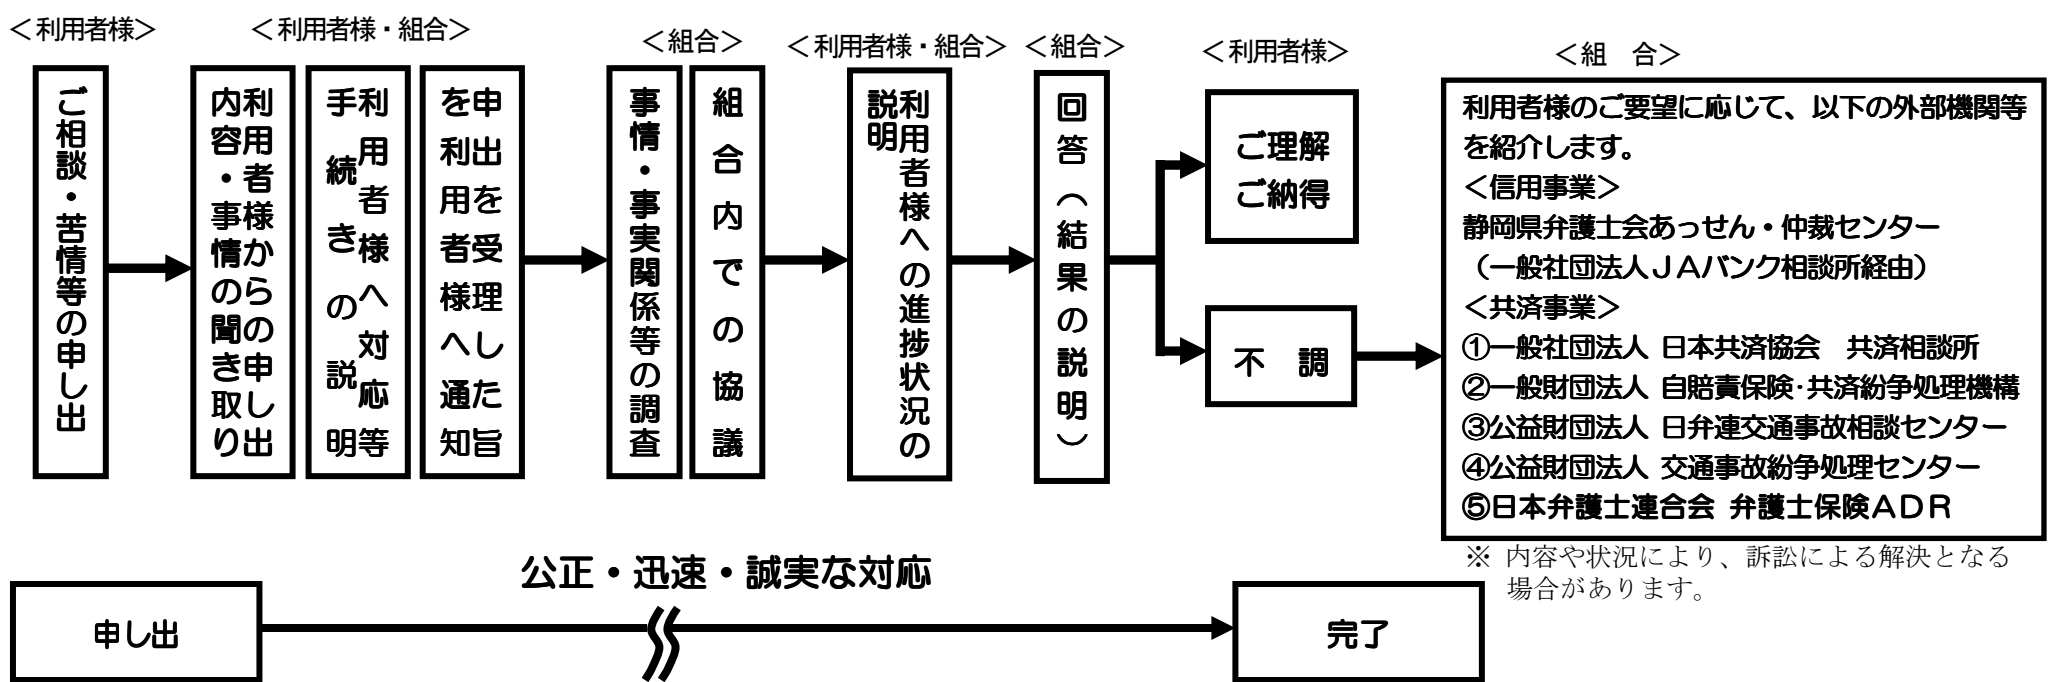 ＜利用者様＞
ご相談・苦情等の申し出
＜利用者様・組合＞
利用者様からの申し出
内容・事情の聞き取り
利用者様へ対応等
手続きの説明
申出を受理した旨
を利用者様へ通知
＜組合＞
事情・事実関係等の調査
組合内での協議
＜利用者様・組合＞
利用者様への進捗状況の
説明
＜組合＞
回答（結果の説明）
＜利用者様＞
ご理解
ご納得
不　調
＜組　合＞
利用者様のご要望に応じて、以下の外部機関等
を紹介します。
＜信用事業＞
静岡県弁護士会あっせん・仲裁センター
（一般社団法人ＪＡバンク相談所経由）
＜共済事業＞
①一般社団法人 日本共済協会　共済相談所
②一般財団法人 自賠責保険･共済紛争処理機構
③公益財団法人 日弁連交通事故相談センター
④公益財団法人 交通事故紛争処理センター
⑤日本弁護士連合会 弁護士保険ＡＤＲ
※ 内容や状況により、訴訟による解決となる
場合があります。
公正・迅速・誠実な対応
申し出
完了